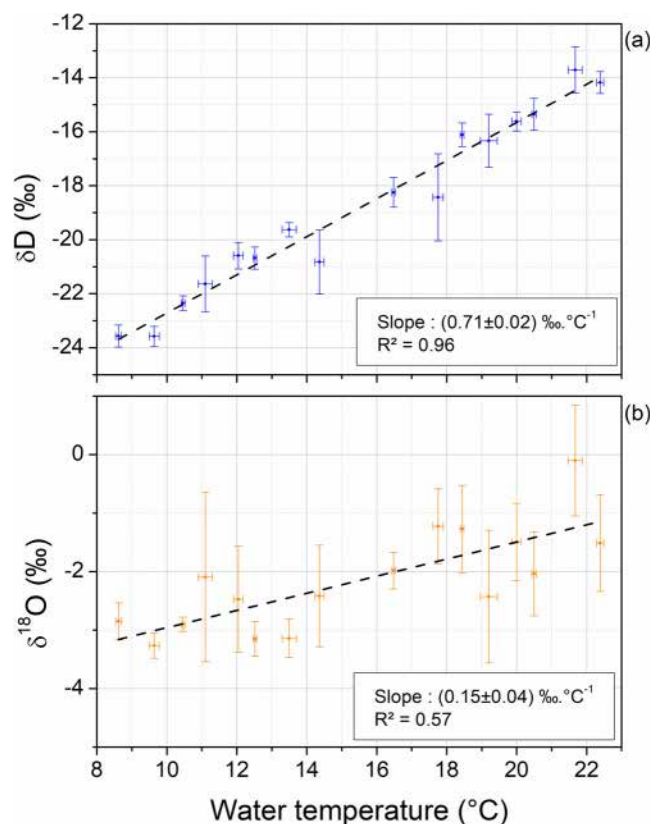 -12
(a)
-14
-16
-18
-20
-22
-24
δD (‰)
Slope : (0.71±0.02) ‰.°C⁻¹
R² = 0.96
(b)
0
-2
-4
δ¹⁸O (‰)
Slope : (0.15±0.04) ‰.°C⁻¹
R² = 0.57
8 10 12 14 16 18 20 22
Water temperature (°C)